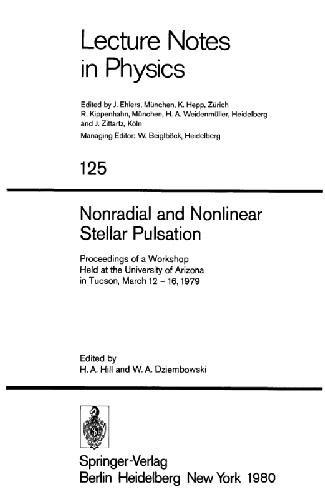 Lecture Notes
in Physics
Edited by J. Ehlers, München, K. Hepp, Zürich
R. Kippenhahn, München, H. A. Weidenmüller, Heidelberg
and J. Zittartz, Köln
Managing Editor: W. Beiglböck, Heidelberg
125
Nonradial and Nonlinear
Stellar Pulsation
Proceedings of a Workshop
Held at the University of Arizona
in Tucson, March 12 – 16, 1979
Edited by
H. A. Hill and W. A. Dziembowski
Springer-Verlag
Berlin Heidelberg New York 1980